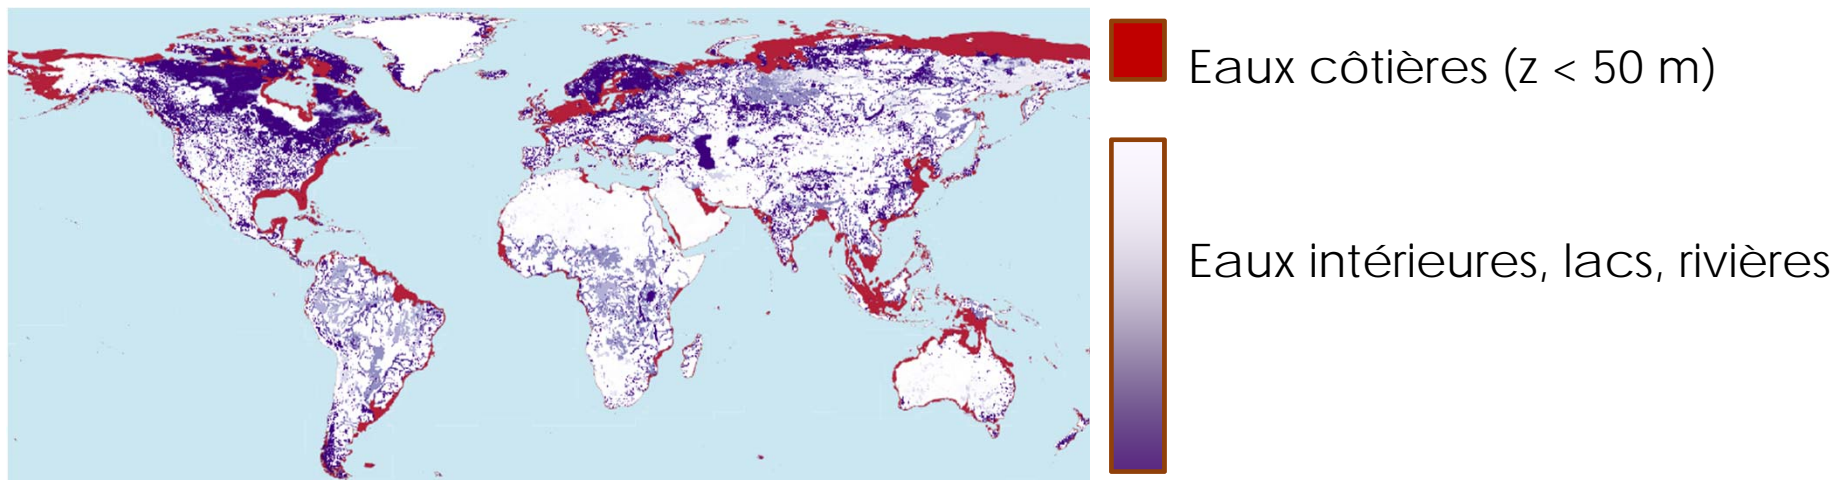 Eaux côtières (z < 50 m)
Eaux intérieures, lacs, rivières